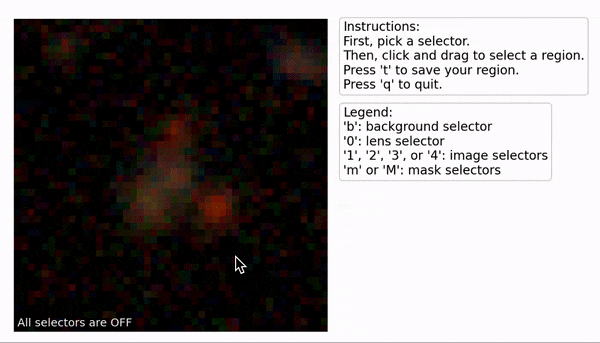 Instructions:
First, pick a selector.
Then, click and drag to select a region.
Press 't' to save your region.
Press 'q' to quit.
Legend:
'b': background selector
'0': lens selector
'1', '2', '3', or '4': image selectors
'm' or 'M': mask selectors
All selectors are OFF